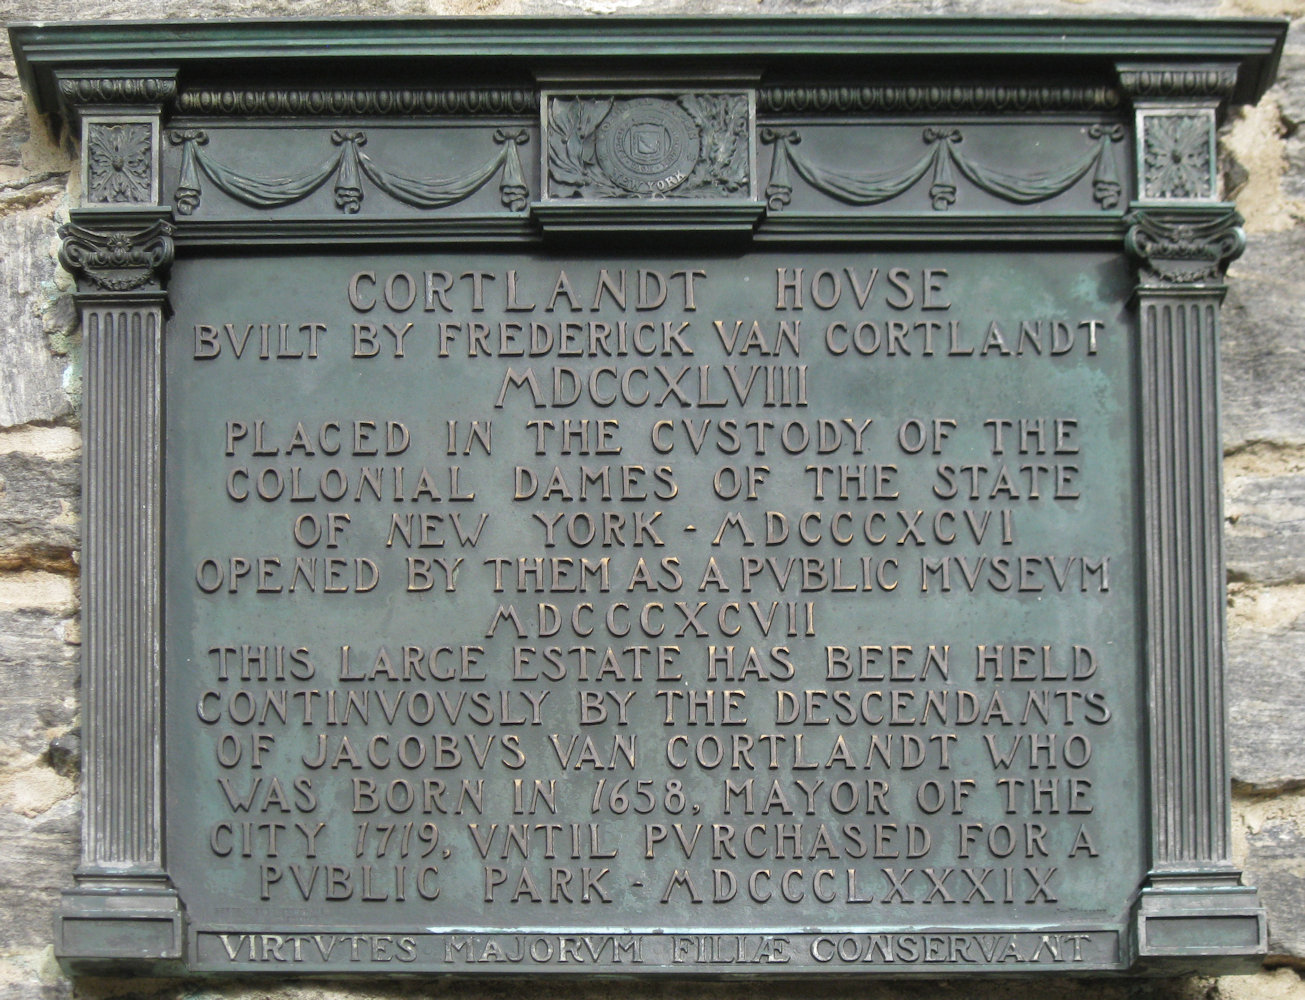 NEW YORK
CORTLANDT HOVSE
BVILT BY FREDERICK VAN CORTLANDT
MDCCXLVIII
PLACED IN THE CVSTODY OF THE
COLONIAL DAMES OF THE STATE
OF NEW YORK - MDCCCXCVI
OPENED BY THEM AS A PVBLIC MVSEVM
MDCCCXCVII
THIS LARGE ESTATE HAS BEEN HELD
CONTINVOVSLY BY THE DESCENDANTS
OF JACOBVS VAN CORTLANDT WHO
WAS BORN IN 1658, MAYOR OF THE
CITY 1719, VNTIL PVRCHASED FOR A
PVBLIC PARK - MDCCCLXXXIX
VIRTVTES MAJORVM FILIÆ CONSERVANT